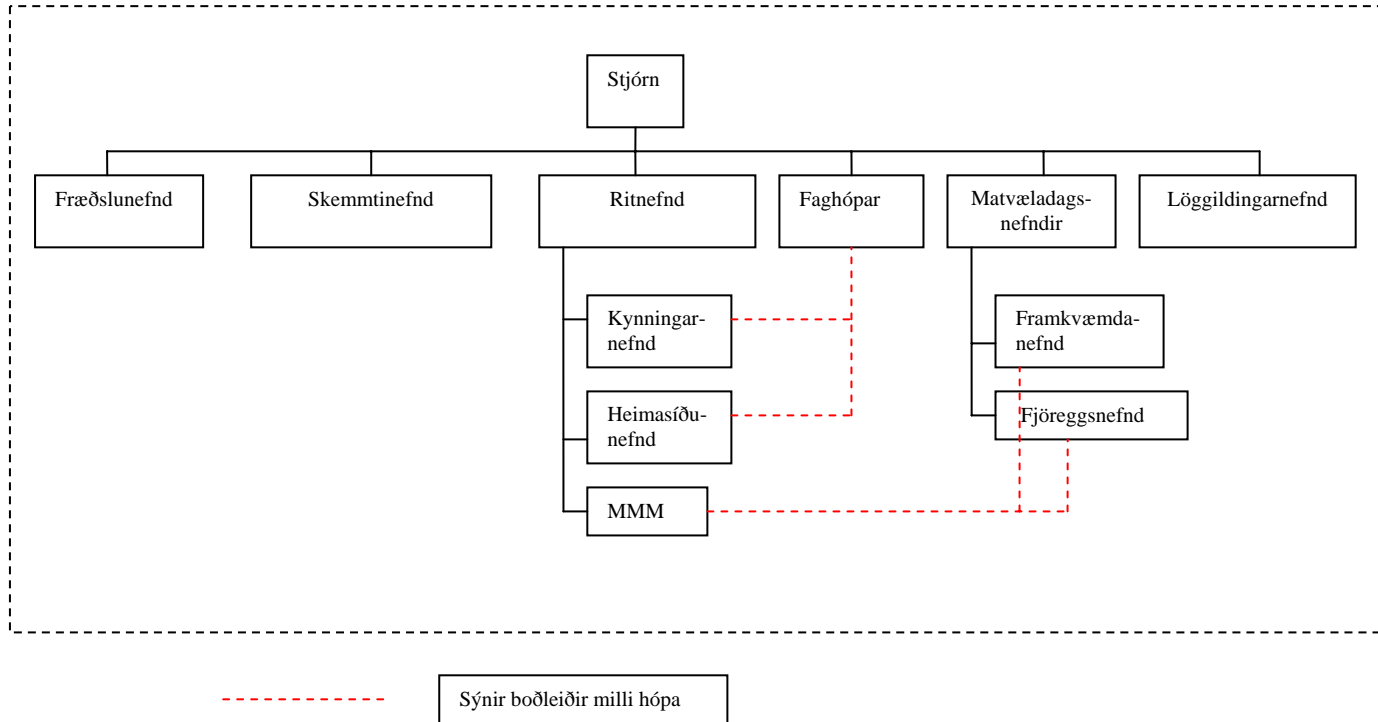 Stjórn
Fræðslunefnd
Skemmtinefnd
Ritnefnd
Faghópar
Matvæladags-
nefndir
Löggildingarnefnd
Kynningar-
nefnd
Framkvæmda-
nefnd
Heimasíðu-
nefnd
Fjöreggsnefnd
MMM
Sýnir boðleiðir milli hópa